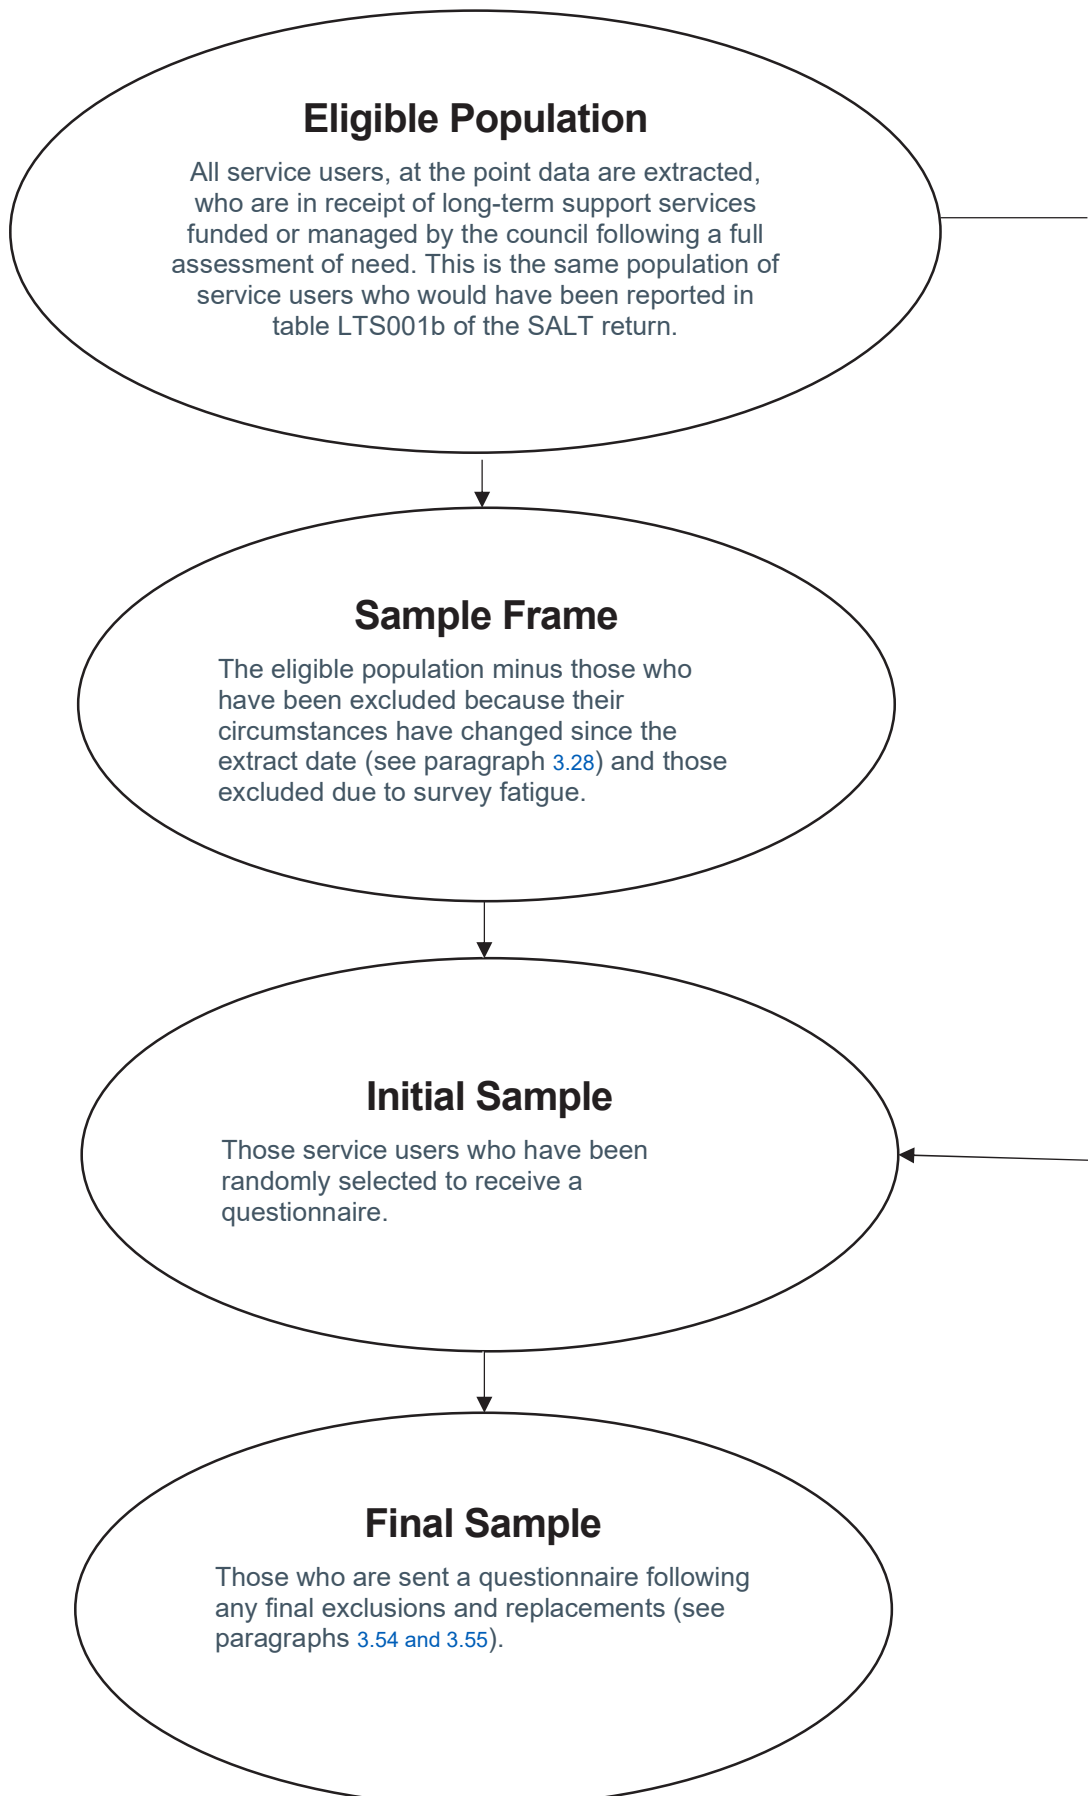 Eligible Population
All service users, at the point data are extracted,
who are in receipt of long-term support services
funded or managed by the council following a full
assessment of need. This is the same population of
service users who would have been reported in
table LTS001b of the SALT return.
Sample Frame
The eligible population minus those who
have been excluded because their
circumstances have changed since the
extract date (see paragraph 3.28) and those
excluded due to survey fatigue.
Initial Sample
Those service users who have been
randomly selected to receive a
questionnaire.
Final Sample
Those who are sent a questionnaire following
any final exclusions and replacements (see
paragraphs 3.54 and 3.55).